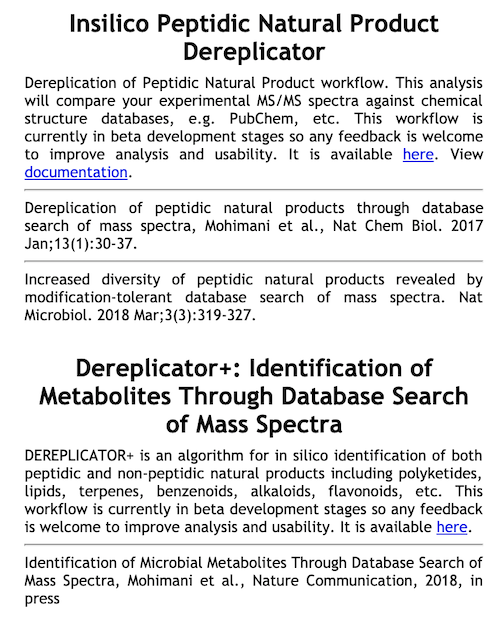 Insilico Peptidic Natural Product
Dereplicator
Dereplication of Peptidic Natural Product workflow. This analysis
will compare your experimental MS/MS spectra against chemical
structure databases, e.g. PubChem, etc. This workflow is
currently in beta development stages so any feedback is welcome
to improve analysis and usability. It is available here. View
documentation.
Dereplication of peptidic natural products through database
search of mass spectra, Mohimani et al., Nat Chem Biol. 2017
Jan;13(1):30-37.
Increased diversity of peptidic natural products revealed by
modification-tolerant database search of mass spectra. Nat
Microbiol. 2018 Mar;3(3):319-327.
Dereplicator+: Identification of
Metabolites Through Database Search
of Mass Spectra
DEREPLICATOR+ is an algorithm for in silico identification of both
peptidic and non-peptidic natural products including polyketides,
lipids, terpenes, benzenoids, alkaloids, flavonoids, etc. This
workflow is currently in beta development stages so any feedback
is welcome to improve analysis and usability. It is available here.
Identification of Microbial Metabolites Through Database Search of
Mass Spectra, Mohimani et al., Nature Communication, 2018, in
press